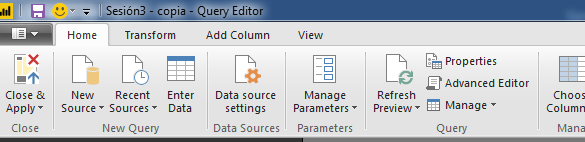 Sesión3 - copia - Query Editor
Home Transform Add Column View
Close & Apply
New Source
Recent Sources
Enter Data
Data source settings
Manage Parameters
Refresh Preview
Properties
Advanced Editor
Manage
Choos
Column
Close New Query Data Sources Parameters Query Mana